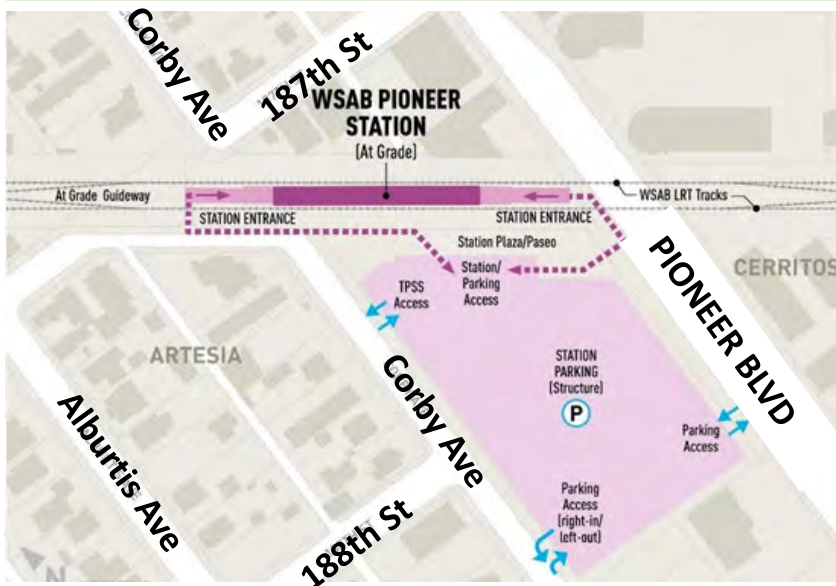 Corby Ave
187th St
WSAB PIONEER
STATION
(At Grade)
At Grade Guideway
WSAB LRT Tracks
STATION ENTRANCE
STATION ENTRANCE
Station Plaza/Paseo
PIONEER BLVD
CERRITOS
Station/
Parking
Access
TPSS
Access
ARTESIA
STATION
PARKING
(Structure)
P
Corby Ave
Alburtis Ave
Parking
Access
Parking
Access
(right-in/
left-out)
188th St
N